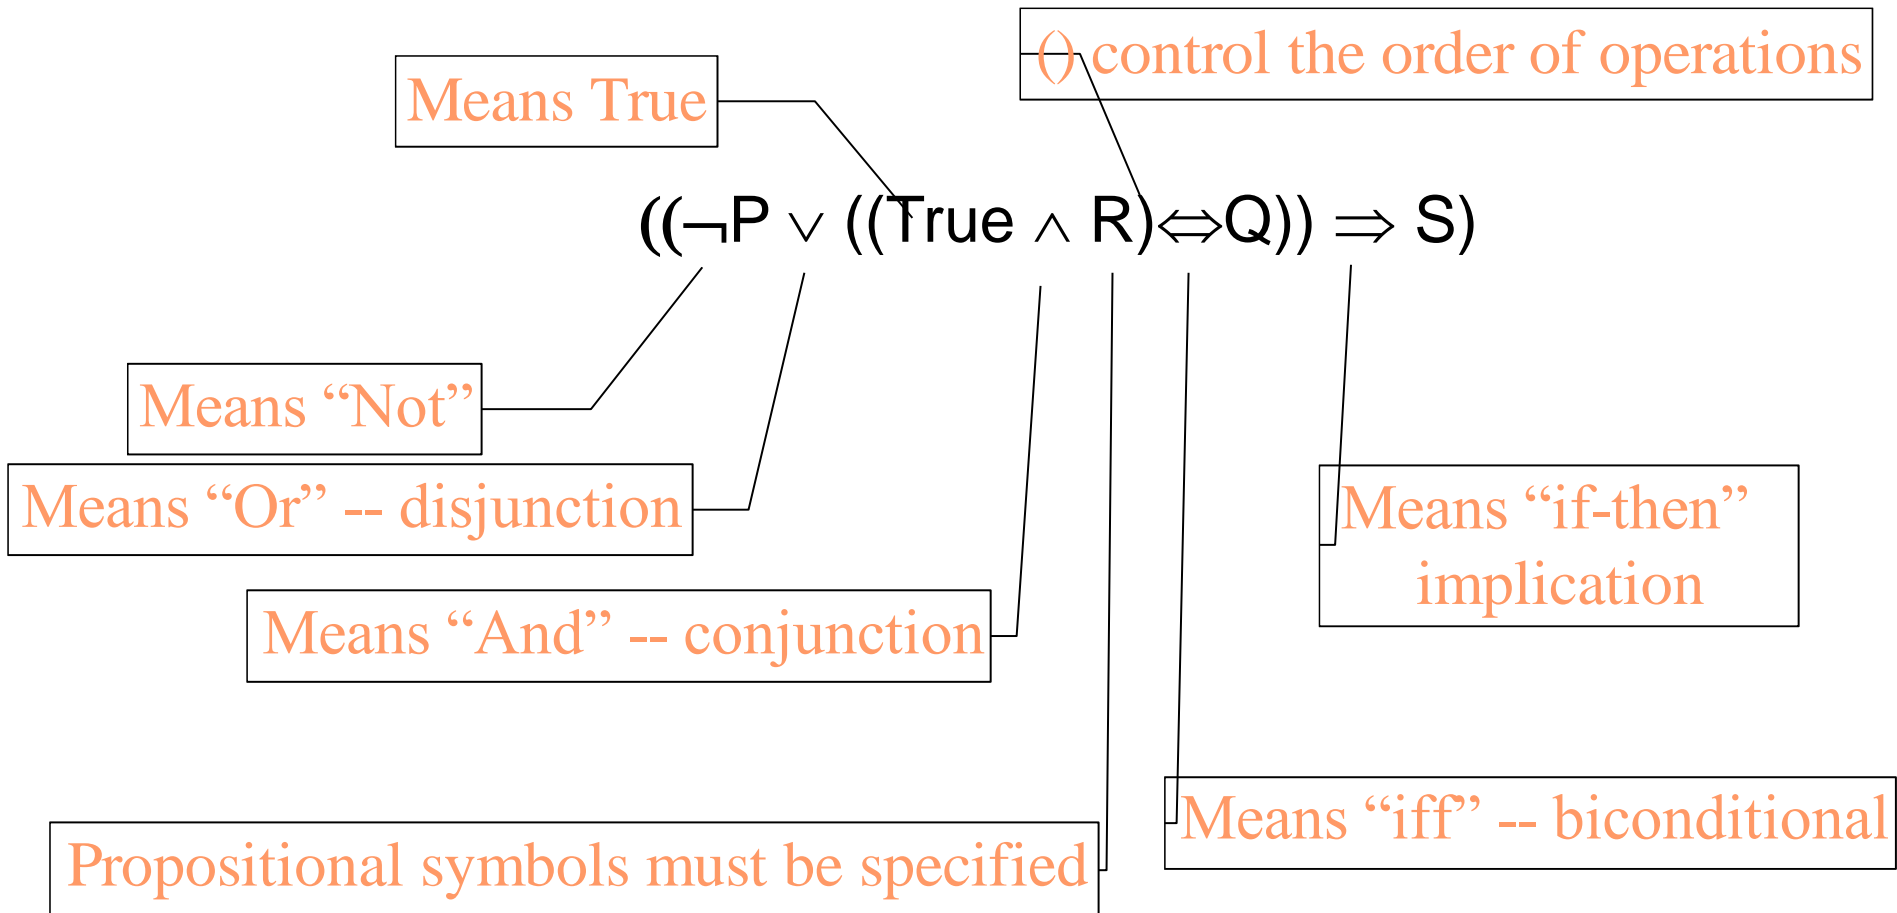 () control the order of operations
Means True
((¬P ∨ ((True ∧ R)⇔Q)) ⇒ S)
Means “Not”
Means “Or” -- disjunction
Means “if-then”
implication
Means “And” -- conjunction
Means “iff” -- biconditional
Propositional symbols must be specified